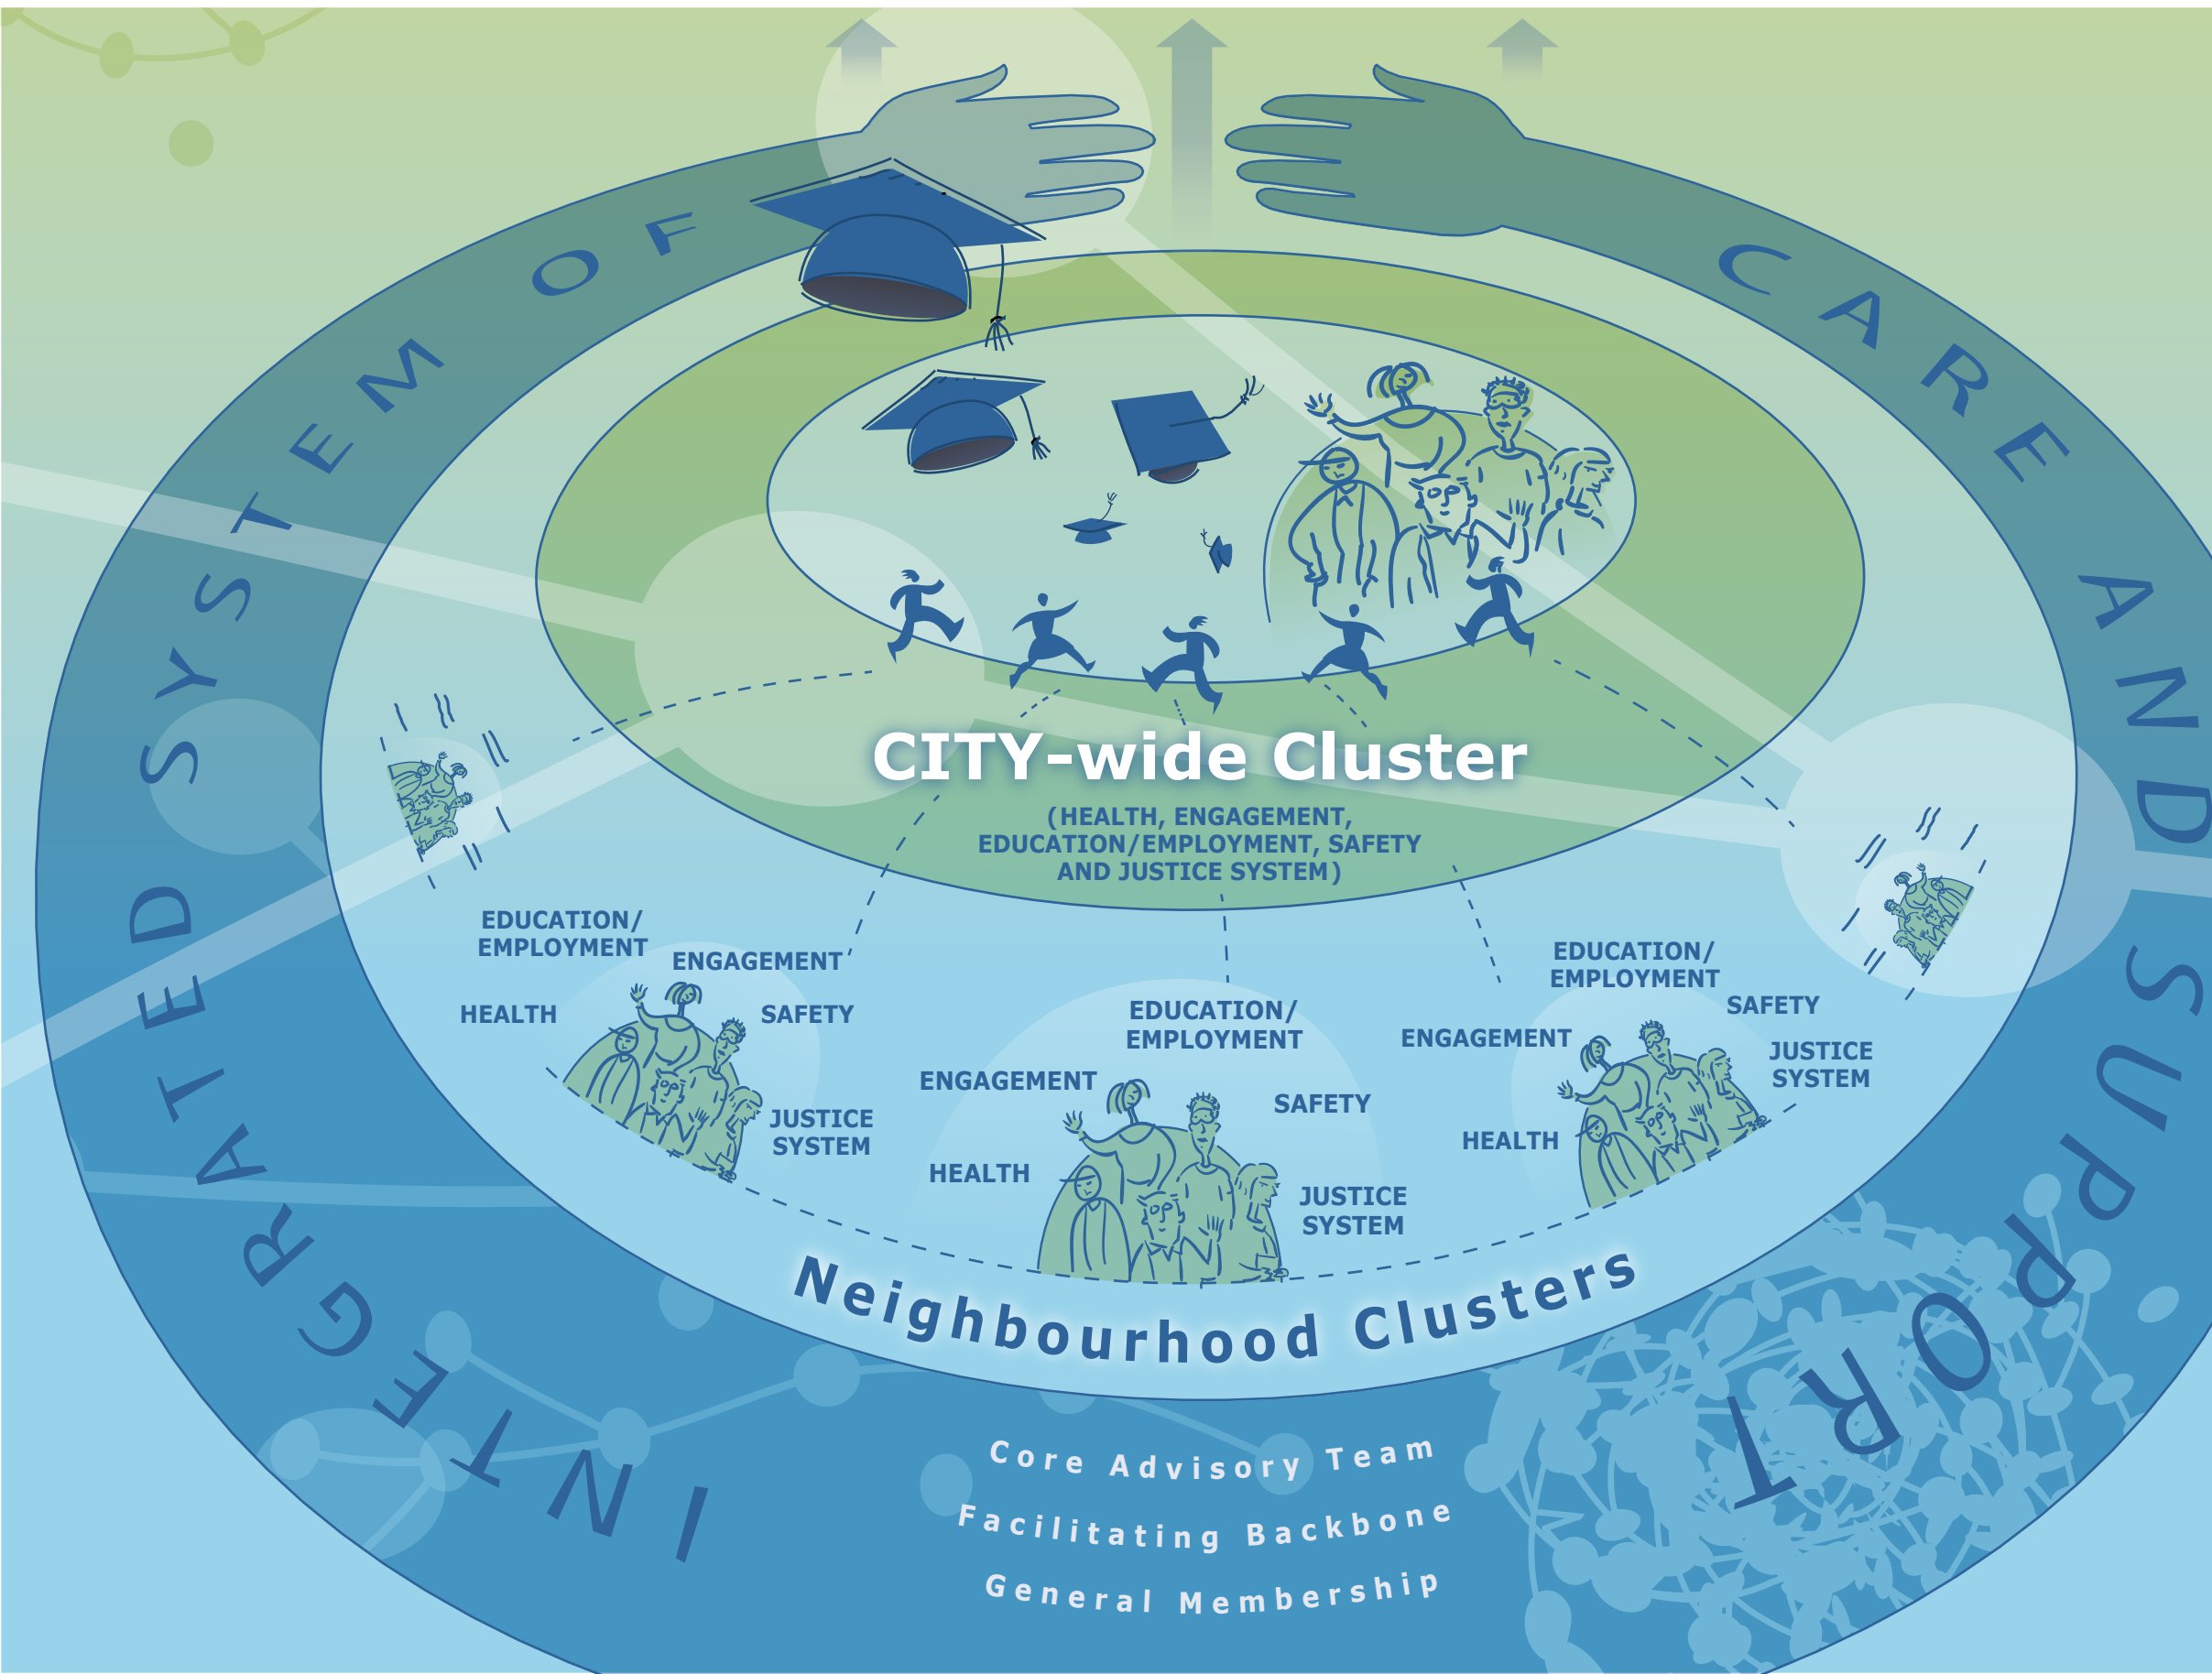 INTEGRATED SYSTEM OF CARE AND SUPPORT
CITY-wide Cluster
(HEALTH, ENGAGEMENT,
EDUCATION/EMPLOYMENT, SAFETY
AND JUSTICE SYSTEM)
EDUCATION/
EMPLOYMENT
ENGAGEMENT
HEALTH
SAFETY
JUSTICE
SYSTEM
EDUCATION/
EMPLOYMENT
ENGAGEMENT
SAFETY
HEALTH
JUSTICE
SYSTEM
EDUCATION/
EMPLOYMENT
SAFETY
ENGAGEMENT
JUSTICE
SYSTEM
HEALTH
Neighbourhood Clusters
Core Advisory Team
Facilitating Backbone
General Membership